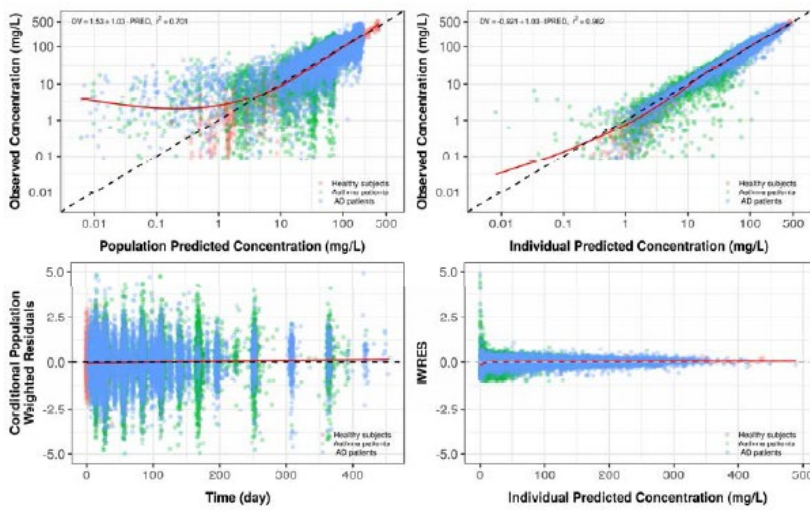 DV = 1.53 + 1.03 · PRED, r² = 0.701
500
100
10
1
0.1
0.01
Observed Concentration (mg/L)
Healthy subjects
Asthma patients
AD patients
0.01 0.1 1 10 100 500
Population Predicted Concentration (mg/L)
DV = -0.921 + 1.03 · IPRED, r² = 0.982
500
100
10
1
0.1
0.01
Observed Concentration (mg/L)
Healthy subjects
Asthma patients
AD patients
0.01 0.1 1 10 100 500
Individual Predicted Concentration (mg/L)
5.0
2.5
0.0
-2.5
-5.0
Conditional Population
Weighted Residuals
Healthy subjects
Asthma patients
AD patients
0 100 200 300 400
Time (day)
5.0
2.5
0.0
-2.5
-5.0
IWRES
Healthy subjects
Asthma patients
AD patients
0 100 200 300 400 500
Individual Predicted Concentration (mg/L)